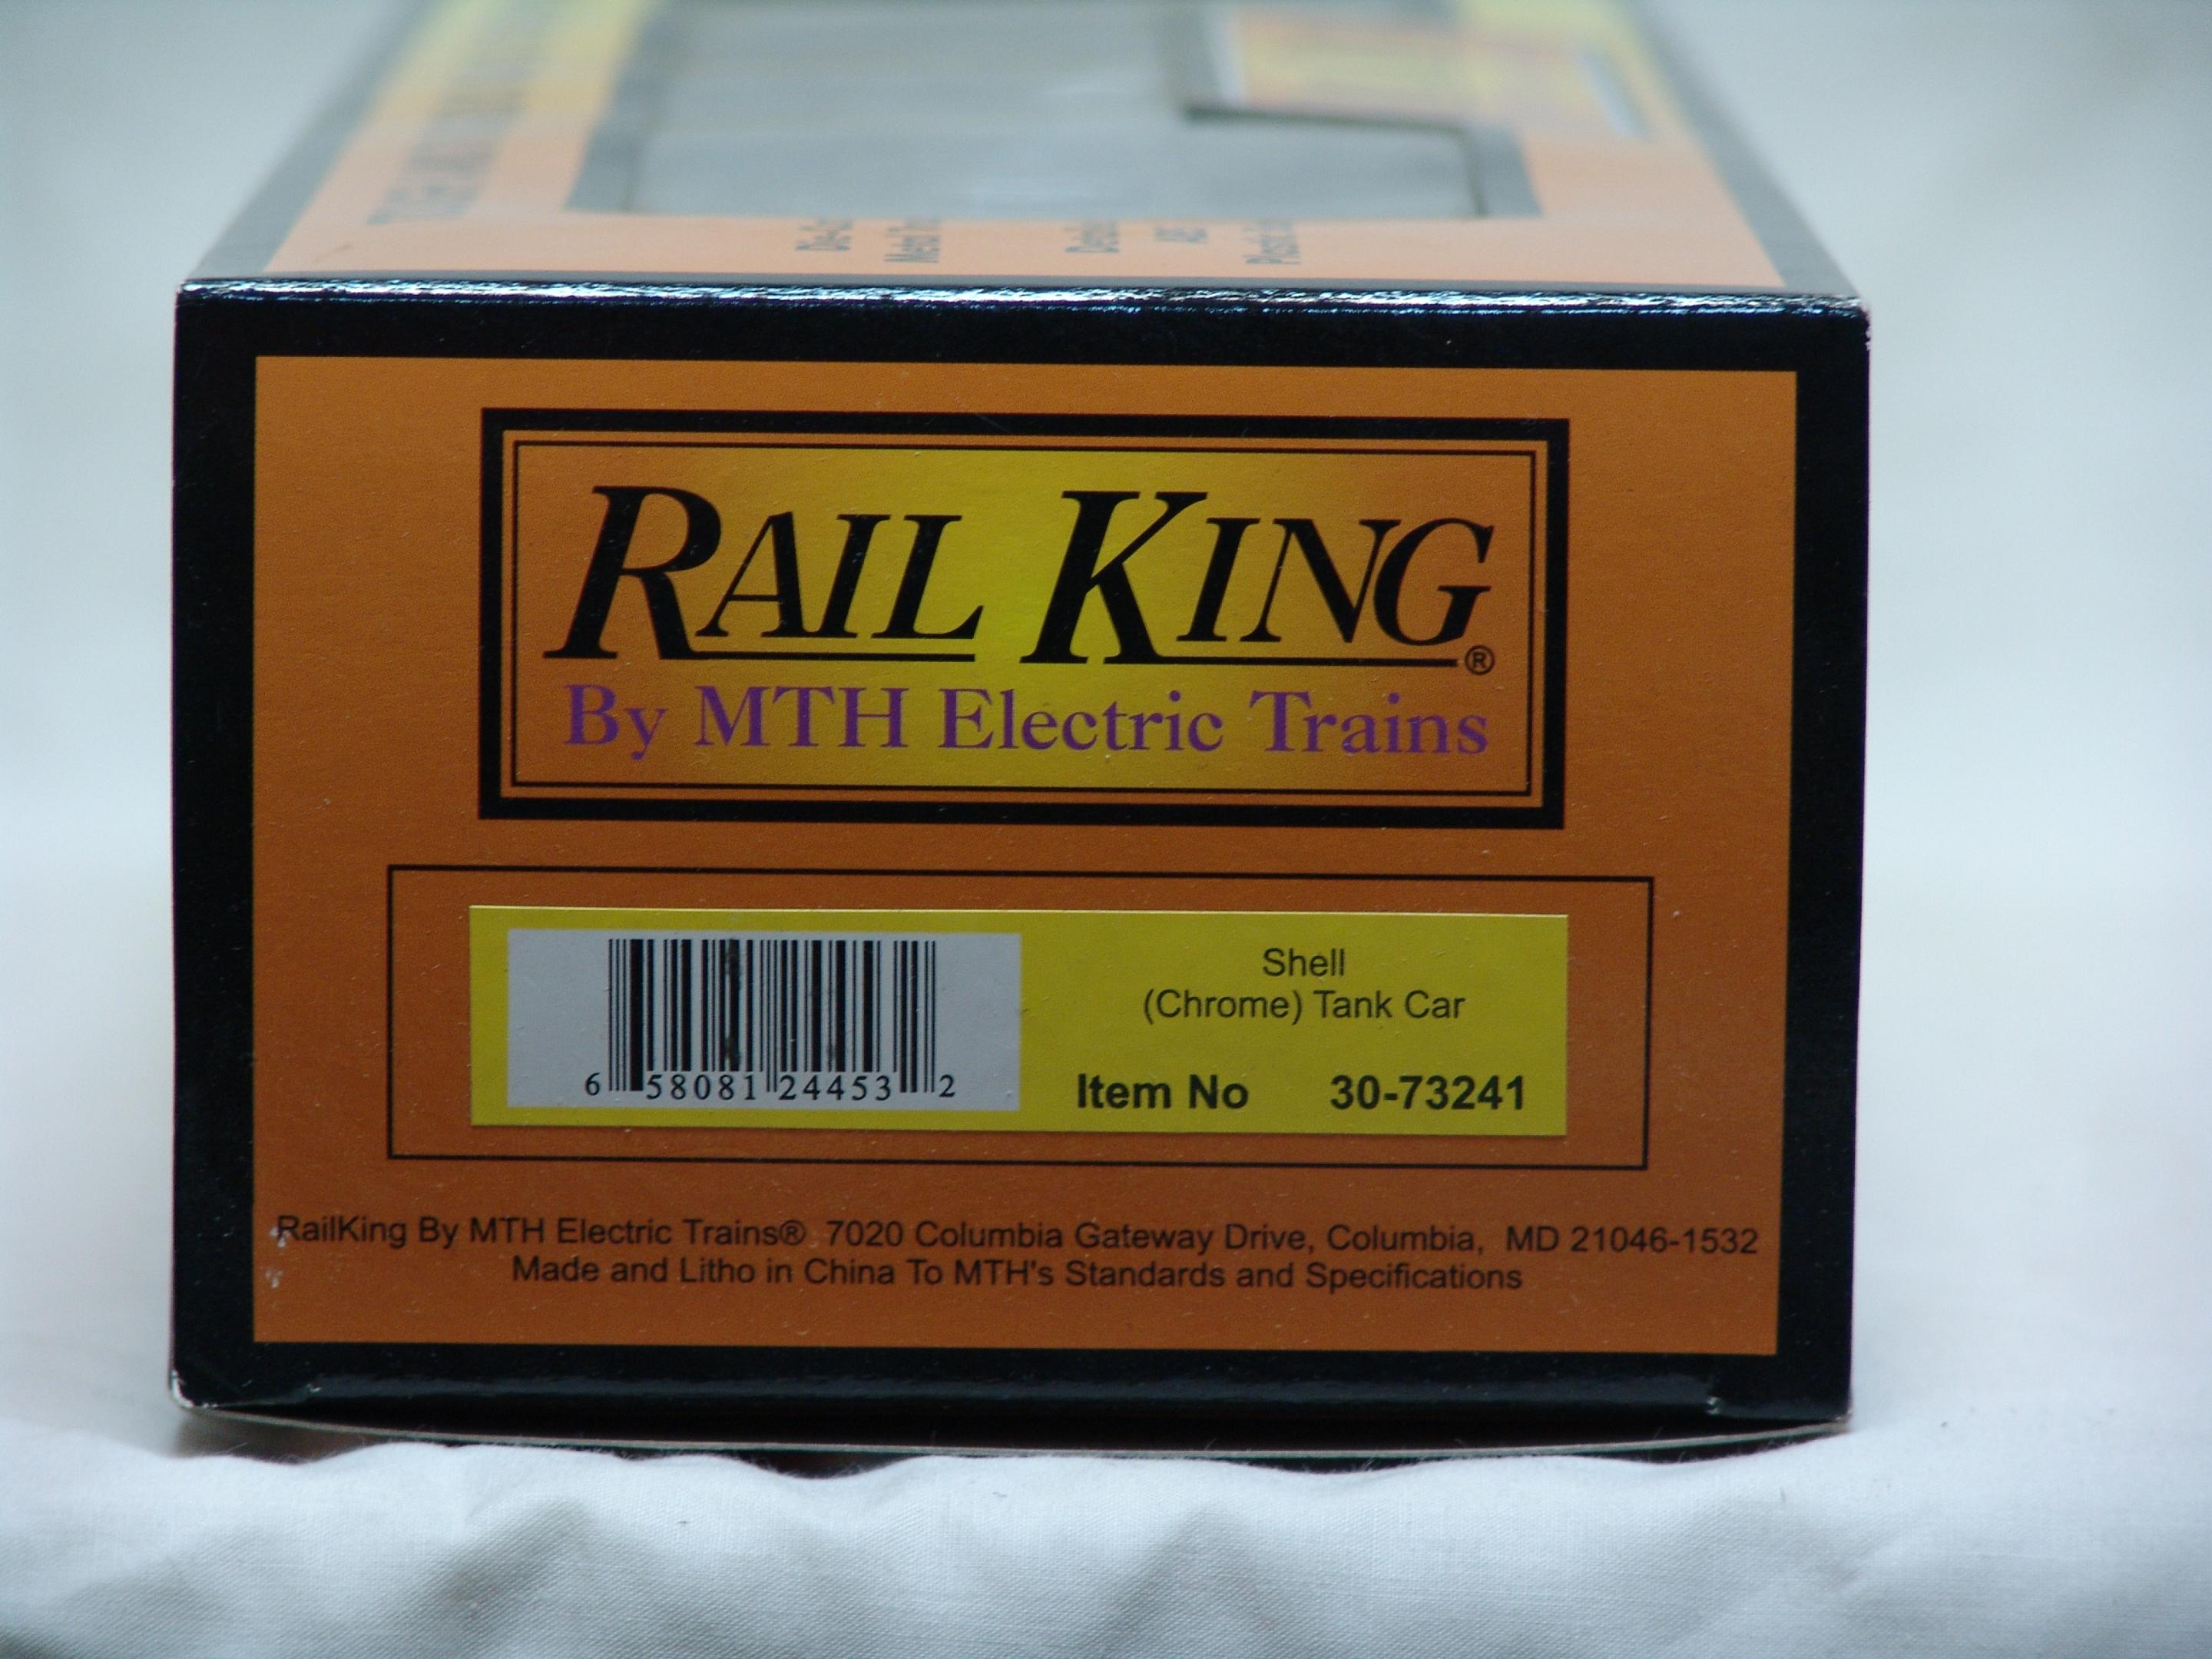 RAIL KING®
By MTH Electric Trains
Shell
(Chrome) Tank Car
Item No 30-73241
6 58081 24453 2
RailKing By MTH Electric Trains® 7020 Columbia Gateway Drive, Columbia, MD 21046-1532
Made and Litho in China To MTH's Standards and Specifications